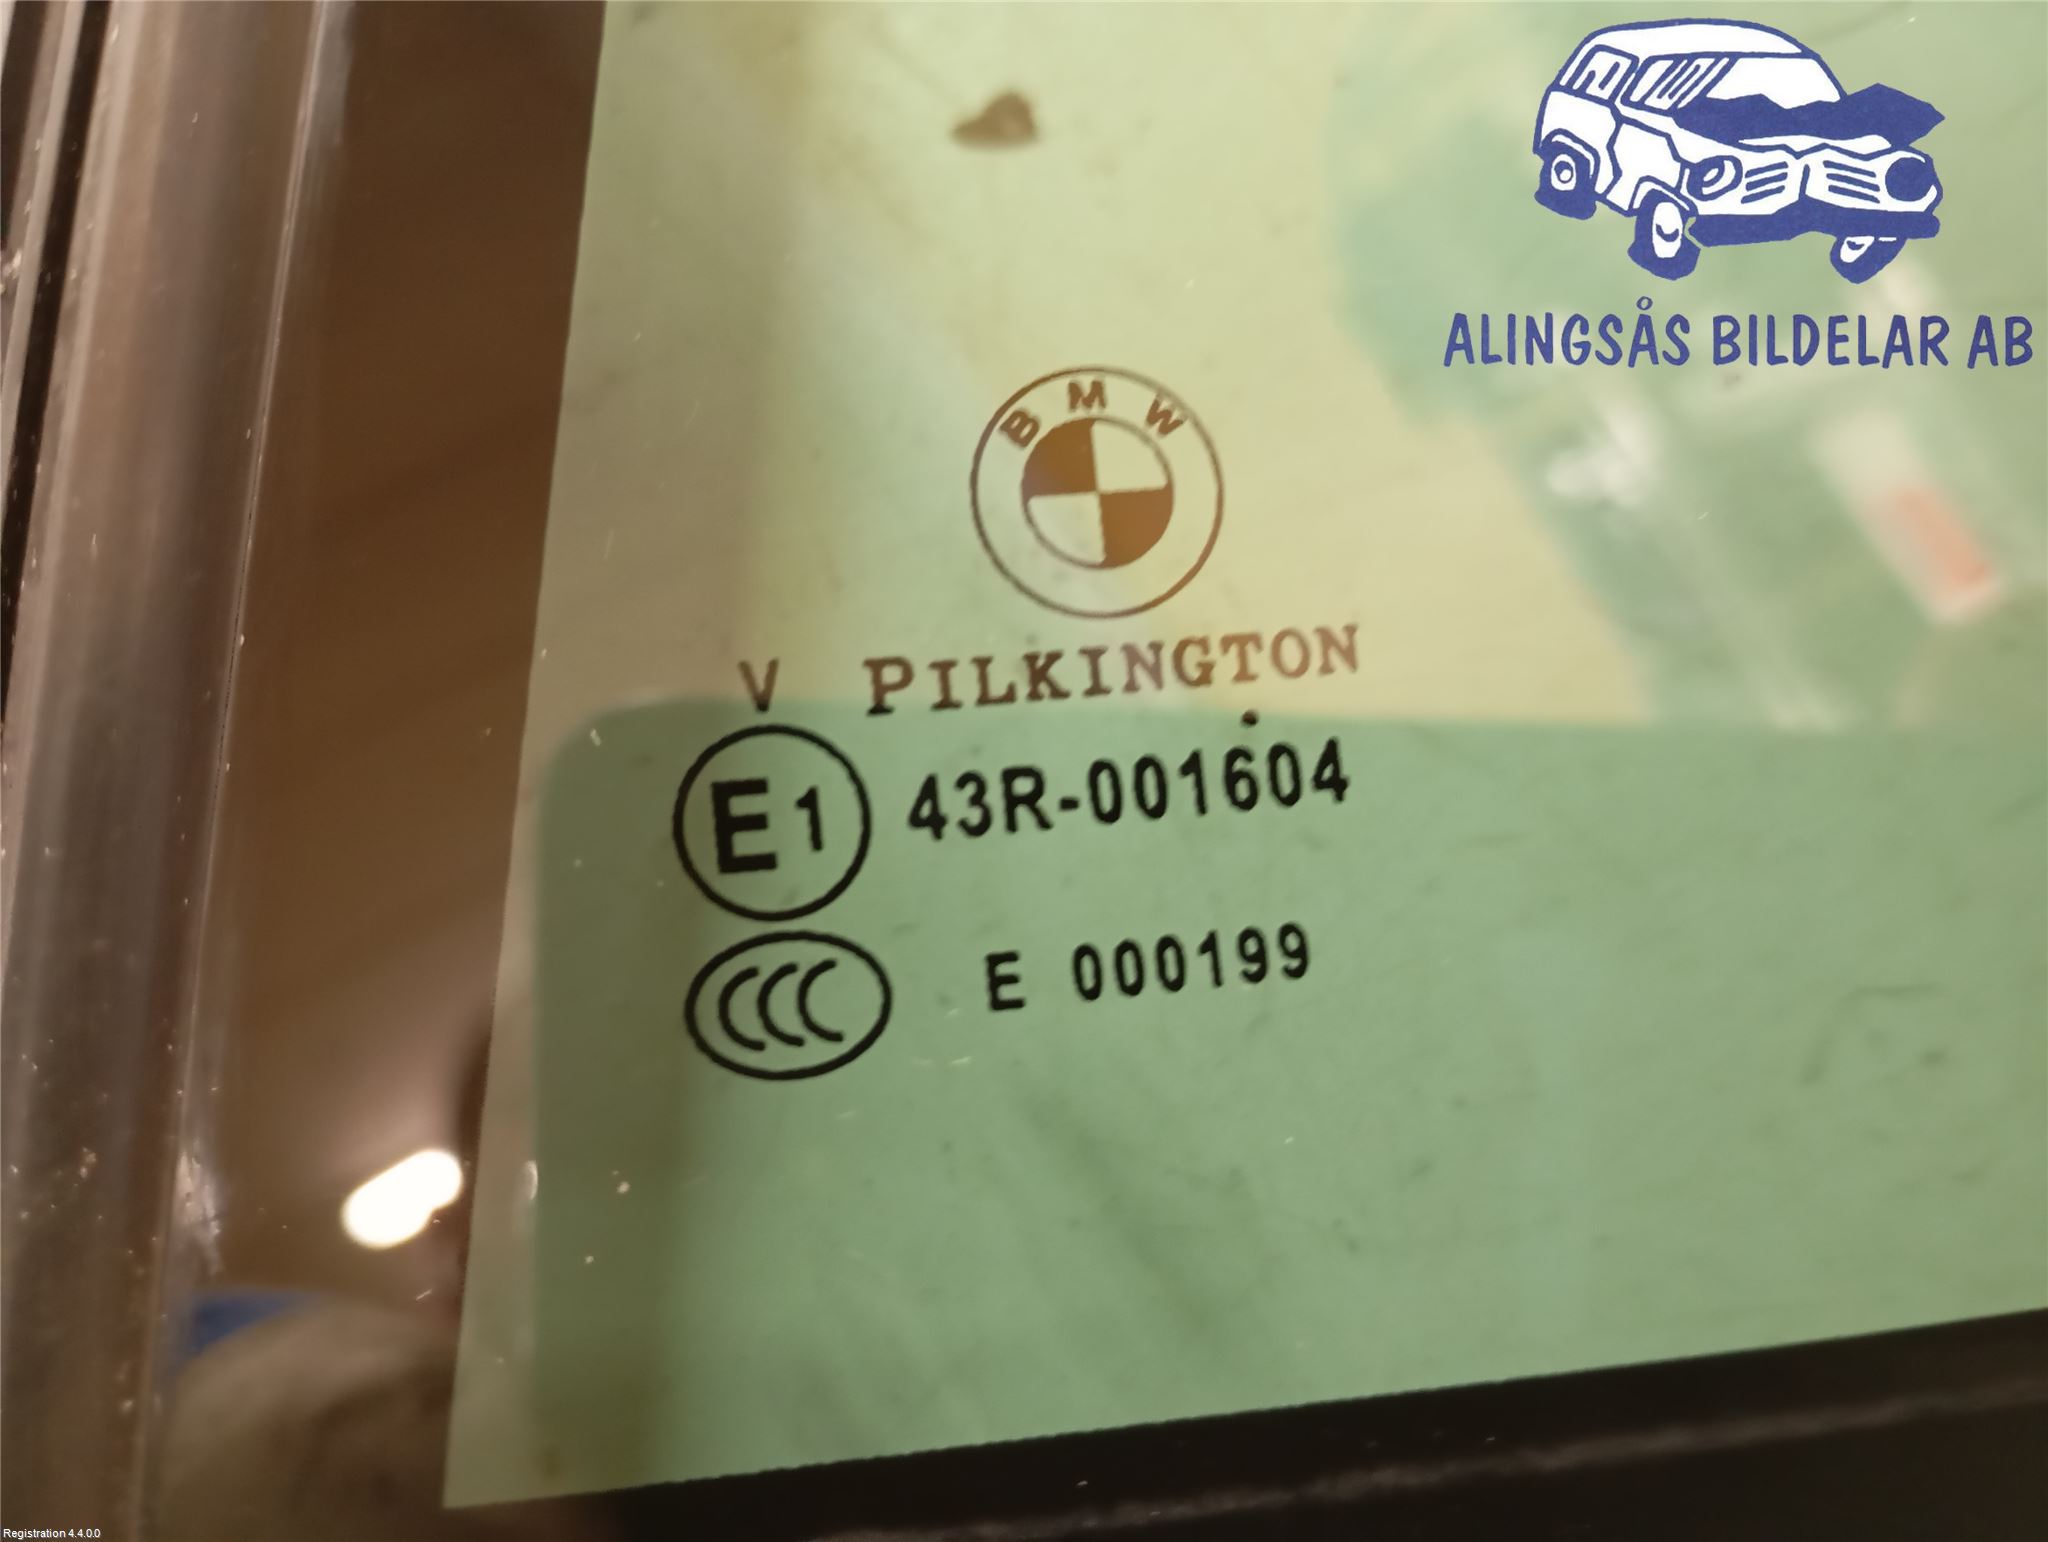 ALINGSÅS BILDELAR AB
BMW
V PILKINGTON
E1 43R-001604
CCC E 000199
Registration 4.4.0.0